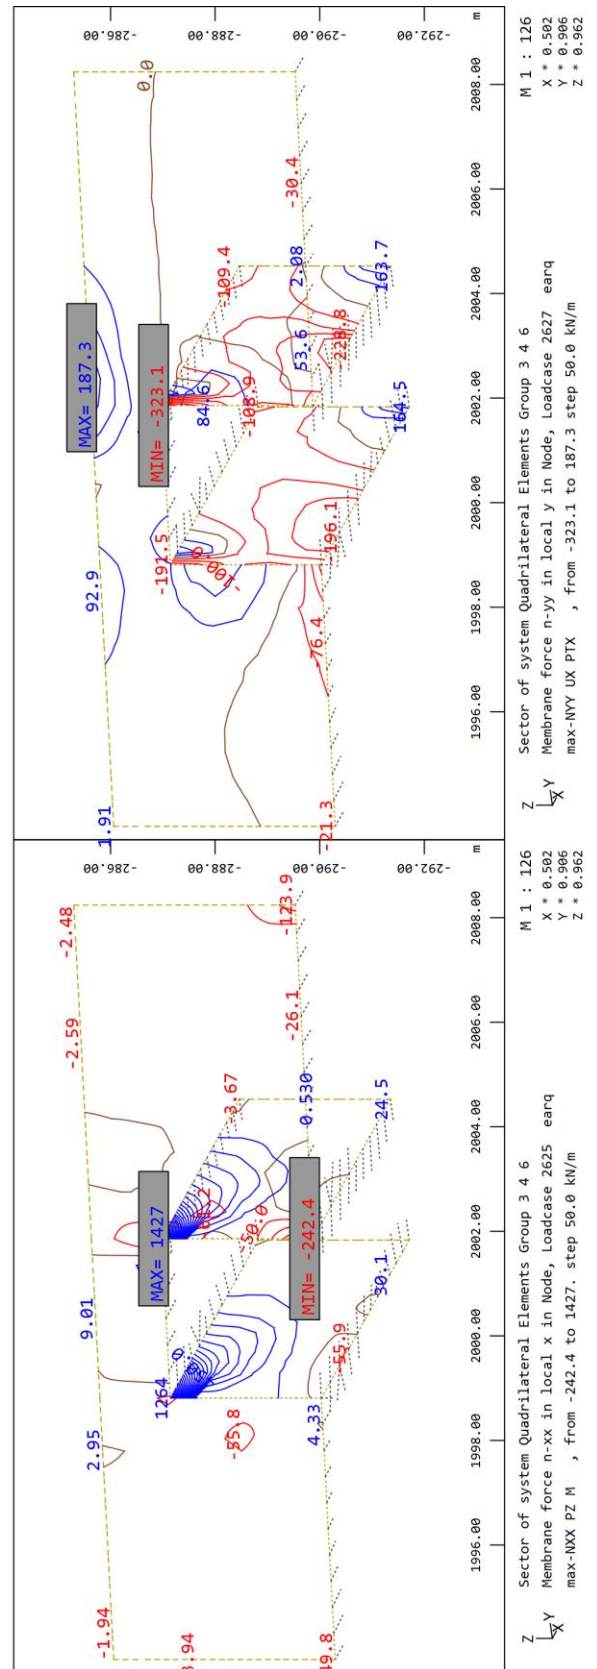 -286.00
-288.00
-290.00
-292.00
m
0.0
MAX= 187.3
MIN= -323.1
92.9
1.91
-191.5
84.6
-108.9
-109.4
53.6
2.08
-228.8
163.7
164.5
-196.1
-76.4
-21.3
-30.4
1996.00
1998.00
2000.00
2002.00
2004.00
2006.00
2008.00
Sector of system Quadrilateral Elements Group 3 4 6
Membrane force n-yy in local y in Node, Loadcase 2627 earq
max-NYY UX PTX , from -323.1 to 187.3 step 50.0 kN/m
M 1 : 126
X * 0.502
Y * 0.906
Z * 0.962
Z
Y
X
-286.00
-288.00
-290.00
-292.00
m
-1.94
2.95
9.01
-2.59
-2.48
MAX= 1427
1264
MIN= -242.4
-55.8
4.33
-50.0
-3.67
0.530
24.5
30.1
-55.9
-26.1
-123.9
1996.00
1998.00
2000.00
2002.00
2004.00
2006.00
2008.00
Sector of system Quadrilateral Elements Group 3 4 6
Membrane force n-xx in local x in Node, Loadcase 2625 earq
max-NXX PZ M , from -242.4 to 1427. step 50.0 kN/m
M 1 : 126
X * 0.502
Y * 0.906
Z * 0.962
Z
Y
X